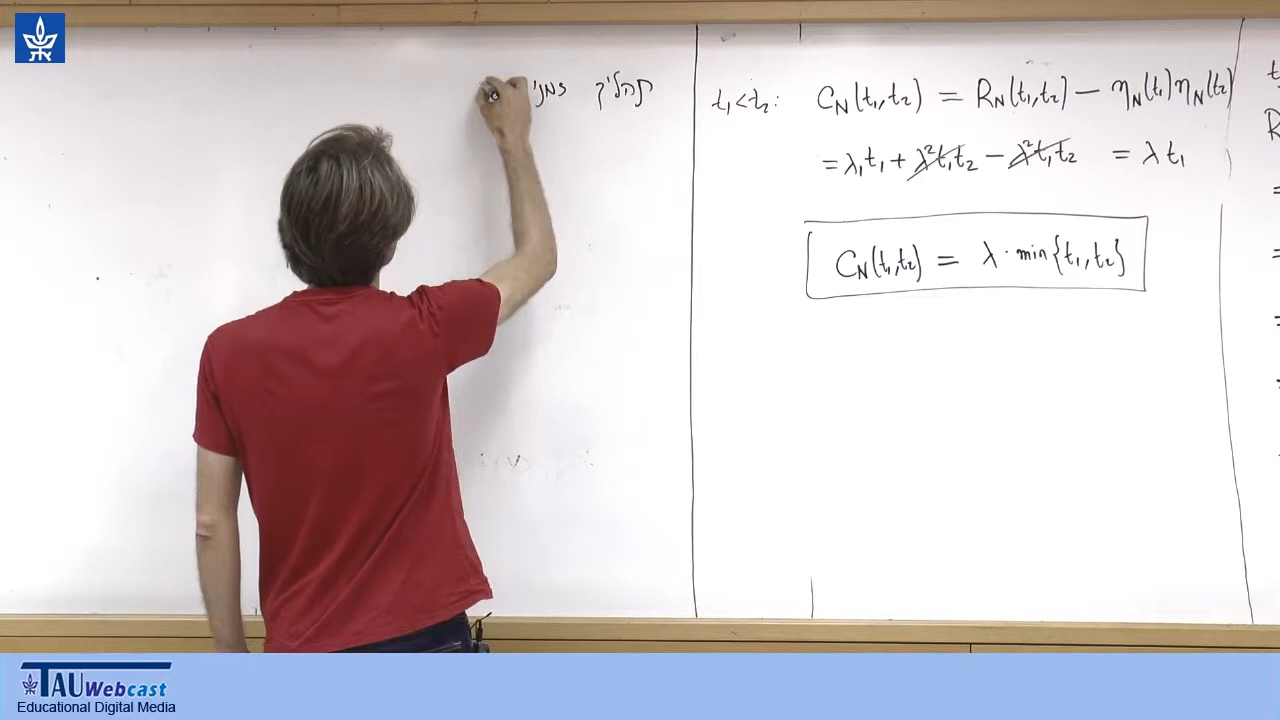 תהליך זמני
t₁<t₂: C_N(t₁,t₂) = R_N(t₁,t₂) − η_N(t₁)η_N(t₂)
= λ₁t₁ + λ²t₁t₂ − λ²t₁t₂ = λt₁
C_N(t₁,t₂) = λ · min{t₁,t₂}
t
R
=
=
=
TAU Webcast
Educational Digital Media